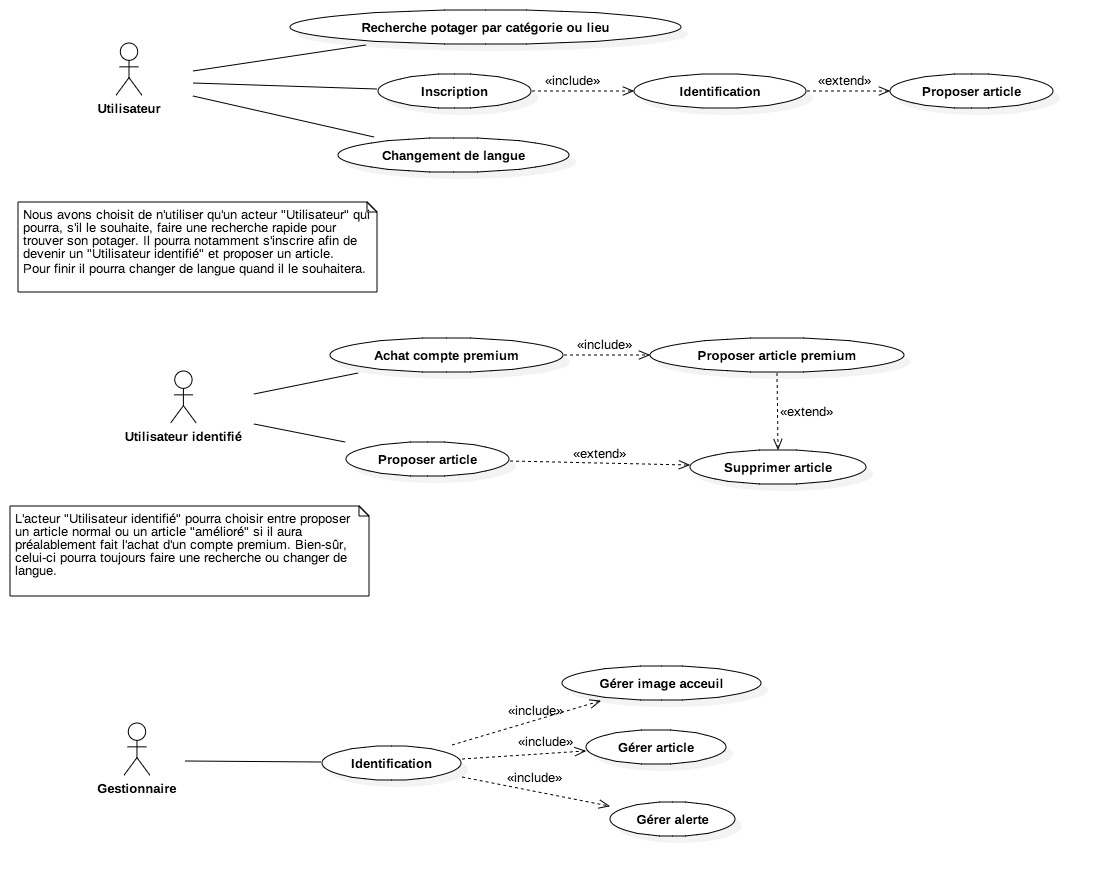 Recherche potager par catégorie ou lieu
Utilisateur
Inscription
«include»
Identification
«extend»
Proposer article
Changement de langue
Nous avons choisit de n'utiliser qu'un acteur "Utilisateur" qui
pourra, s'il le souhaite, faire une recherche rapide pour
trouver son potager. Il pourra notamment s'inscrire afin de
devenir un "Utilisateur identifié" et proposer un article.
Pour finir il pourra changer de langue quand il le souhaitera.
Achat compte premium
«include»
Proposer article premium
Utilisateur identifié
«extend»
Proposer article
«extend»
Supprimer article
L'acteur "Utilisateur identifié" pourra choisir entre proposer
un article normal ou un article "amélioré" si il aura
préalablement fait l'achat d'un compte premium. Bien-sûr,
celui-ci pourra toujours faire une recherche ou changer de
langue.
Gérer image acceuil
«include»
Gestionnaire
Identification
«include»
Gérer article
«include»
Gérer alerte